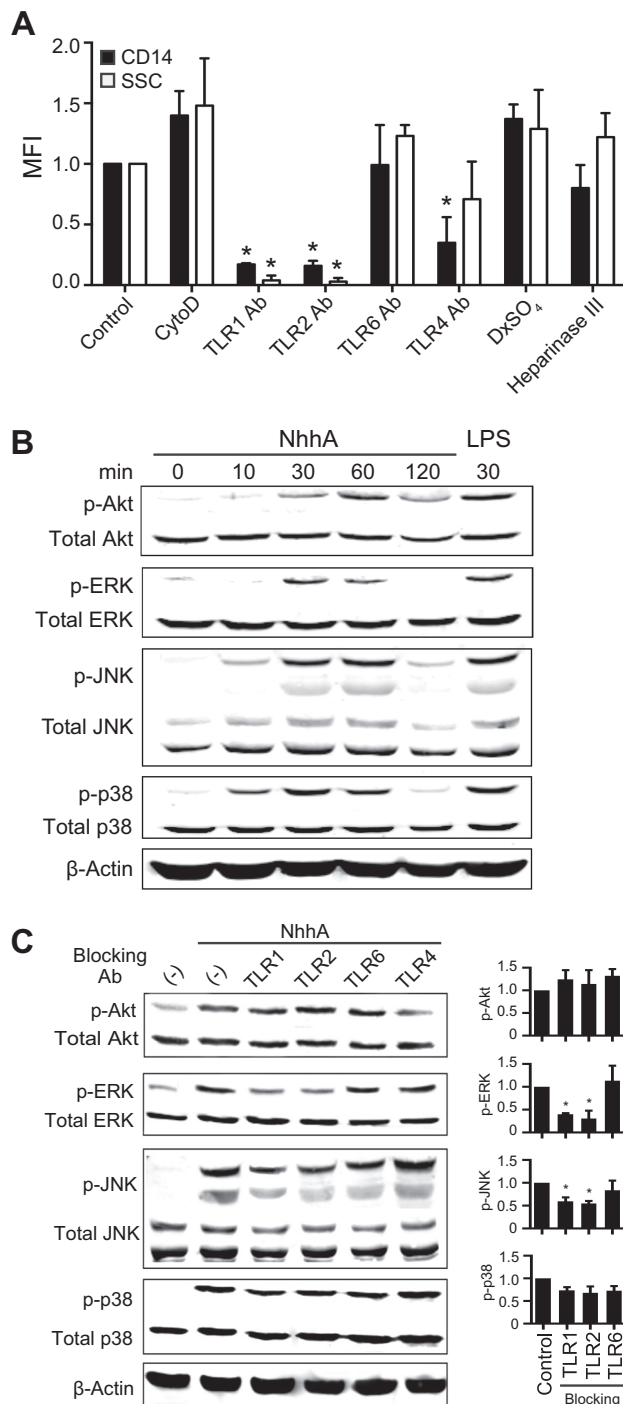 A
2.0
1.5
1.0
0.5
0.0
MFI
CD14
SSC
*
*
*
*
*
Control
CytoD
TLR1 Ab
TLR2 Ab
TLR6 Ab
TLR4 Ab
DxSO₄
Heparinase III
B
NhhA LPS
min 0 10 30 60 120 30
p-Akt
Total Akt
p-ERK
Total ERK
p-JNK
Total JNK
p-p38
Total p38
β-Actin
C
NhhA
Blocking Ab (-) (-) TLR1 TLR2 TLR6 TLR4
p-Akt
Total Akt
p-ERK
Total ERK
p-JNK
Total JNK
p-p38
Total p38
β-Actin
p-Akt
1.5
1.0
0.5
0
p-ERK
1.5
1.0
0.5
0
* *
p-JNK
1.5
1.0
0.5
0
* *
p-p38
1.5
1.0
0.5
0
Control
TLR1
TLR2
TLR6
Blocking